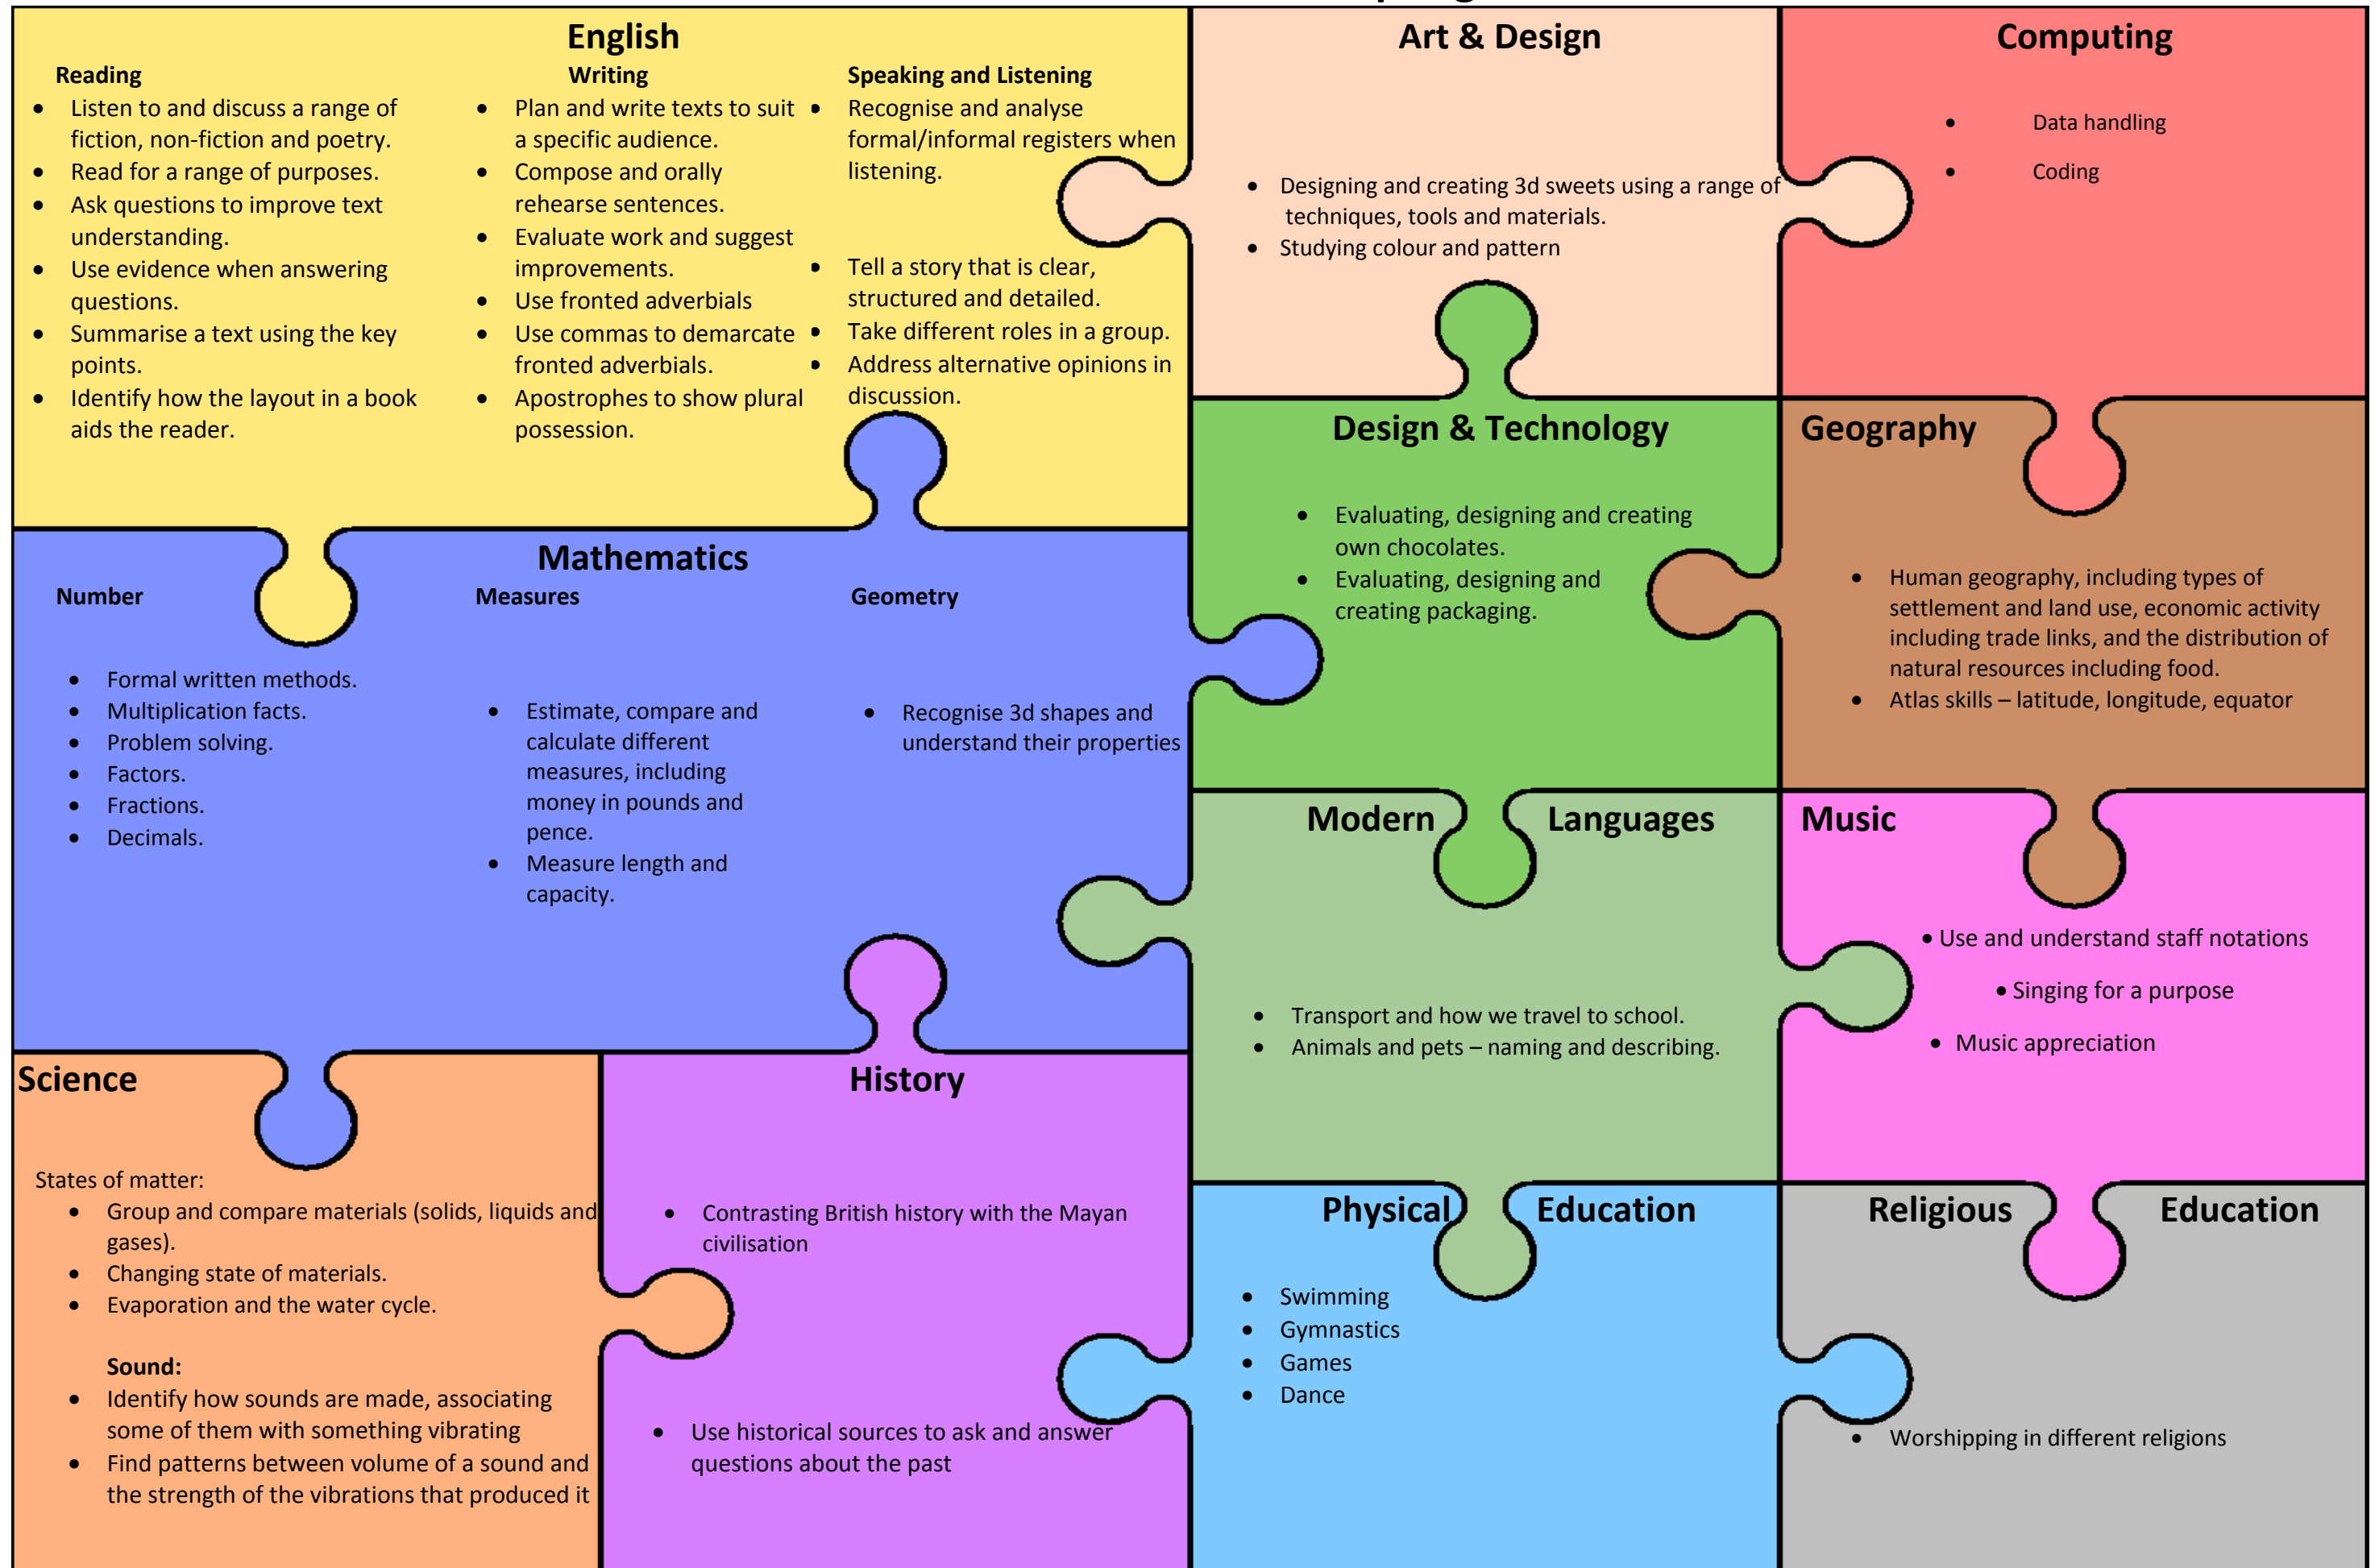 English
Reading
• Listen to and discuss a range of
fiction, non-fiction and poetry.
• Read for a range of purposes.
• Ask questions to improve text
understanding.
• Use evidence when answering
questions.
• Summarise a text using the key
points.
• Identify how the layout in a book
aids the reader.
Writing
• Plan and write texts to suit
a specific audience.
• Compose and orally
rehearse sentences.
• Evaluate work and suggest
improvements.
• Use fronted adverbials
• Use commas to demarcate
fronted adverbials.
• Apostrophes to show plural
possession.
Speaking and Listening
• Recognise and analyse
formal/informal registers when
listening.
• Tell a story that is clear,
structured and detailed.
• Take different roles in a group.
• Address alternative opinions in
discussion.
Art & Design
• Designing and creating 3d sweets using a range of
techniques, tools and materials.
• Studying colour and pattern
Computing
• Data handling
• Coding
Design & Technology
• Evaluating, designing and creating
own chocolates.
• Evaluating, designing and
creating packaging.
Geography
• Human geography, including types of
settlement and land use, economic activity
including trade links, and the distribution of
natural resources including food.
• Atlas skills – latitude, longitude, equator
Mathematics
Number
• Formal written methods.
• Multiplication facts.
• Problem solving.
• Factors.
• Fractions.
• Decimals.
Measures
• Estimate, compare and
calculate different
measures, including
money in pounds and
pence.
• Measure length and
capacity.
Geometry
• Recognise 3d shapes and
understand their properties
Modern Languages
• Transport and how we travel to school.
• Animals and pets – naming and describing.
Music
• Use and understand staff notations
• Singing for a purpose
• Music appreciation
Science
States of matter:
• Group and compare materials (solids, liquids and
gases).
• Changing state of materials.
• Evaporation and the water cycle.
Sound:
• Identify how sounds are made, associating
some of them with something vibrating
• Find patterns between volume of a sound and
the strength of the vibrations that produced it
History
• Contrasting British history with the Mayan
civilisation
• Use historical sources to ask and answer
questions about the past
Physical Education
• Swimming
• Gymnastics
• Games
• Dance
Religious Education
• Worshipping in different religions